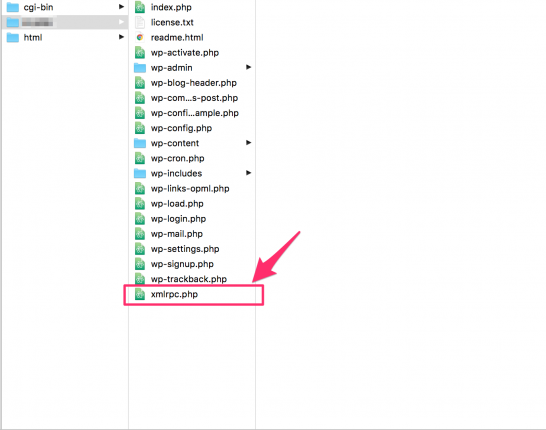 cgi-bin
html
index.php
license.txt
readme.html
wp-activate.php
wp-admin
wp-blog-header.php
wp-com...s-post.php
wp-confi...ample.php
wp-config.php
wp-content
wp-cron.php
wp-includes
wp-links-opml.php
wp-load.php
wp-login.php
wp-mail.php
wp-settings.php
wp-signup.php
wp-trackback.php
xmlrpc.php